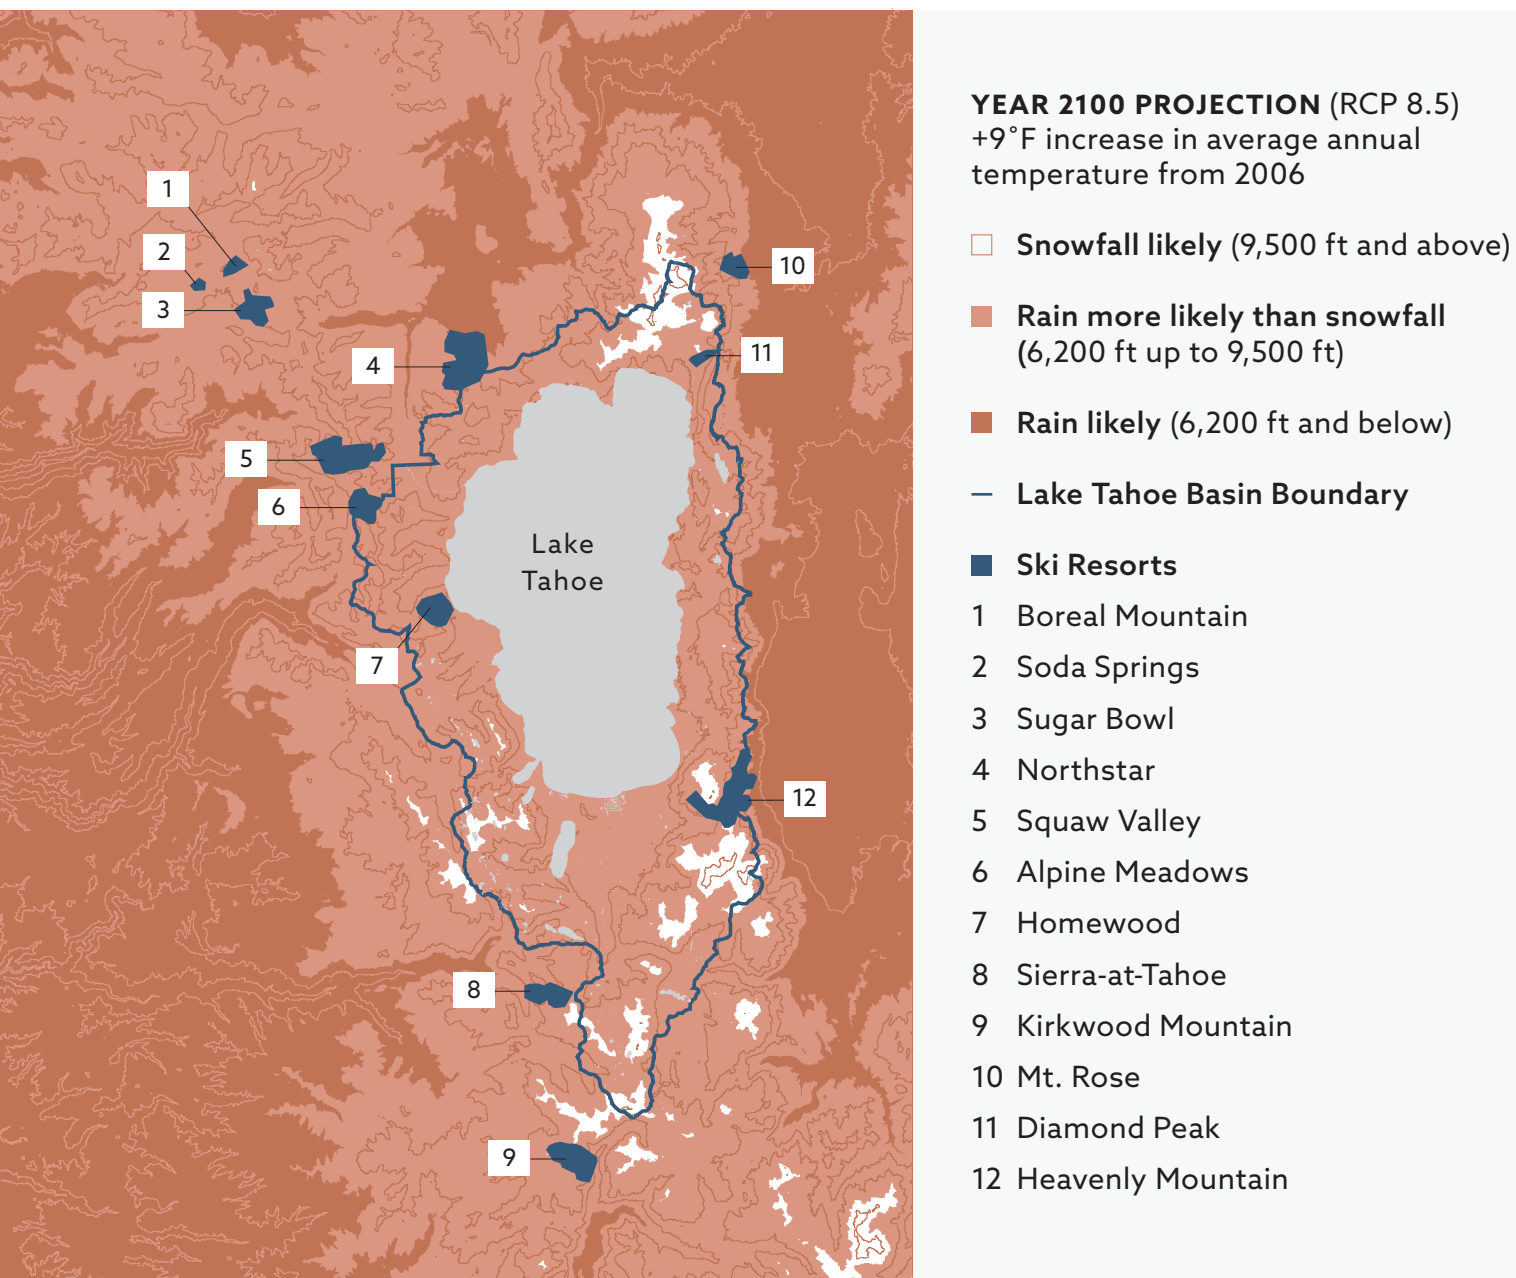 1
2
3
4
5
6
7
8
9
10
11
12
Lake
Tahoe
YEAR 2100 PROJECTION (RCP 8.5)
+9°F increase in average annual
temperature from 2006
Snowfall likely (9,500 ft and above)
Rain more likely than snowfall
(6,200 ft up to 9,500 ft)
Rain likely (6,200 ft and below)
Lake Tahoe Basin Boundary
Ski Resorts
1 Boreal Mountain
2 Soda Springs
3 Sugar Bowl
4 Northstar
5 Squaw Valley
6 Alpine Meadows
7 Homewood
8 Sierra-at-Tahoe
9 Kirkwood Mountain
10 Mt. Rose
11 Diamond Peak
12 Heavenly Mountain